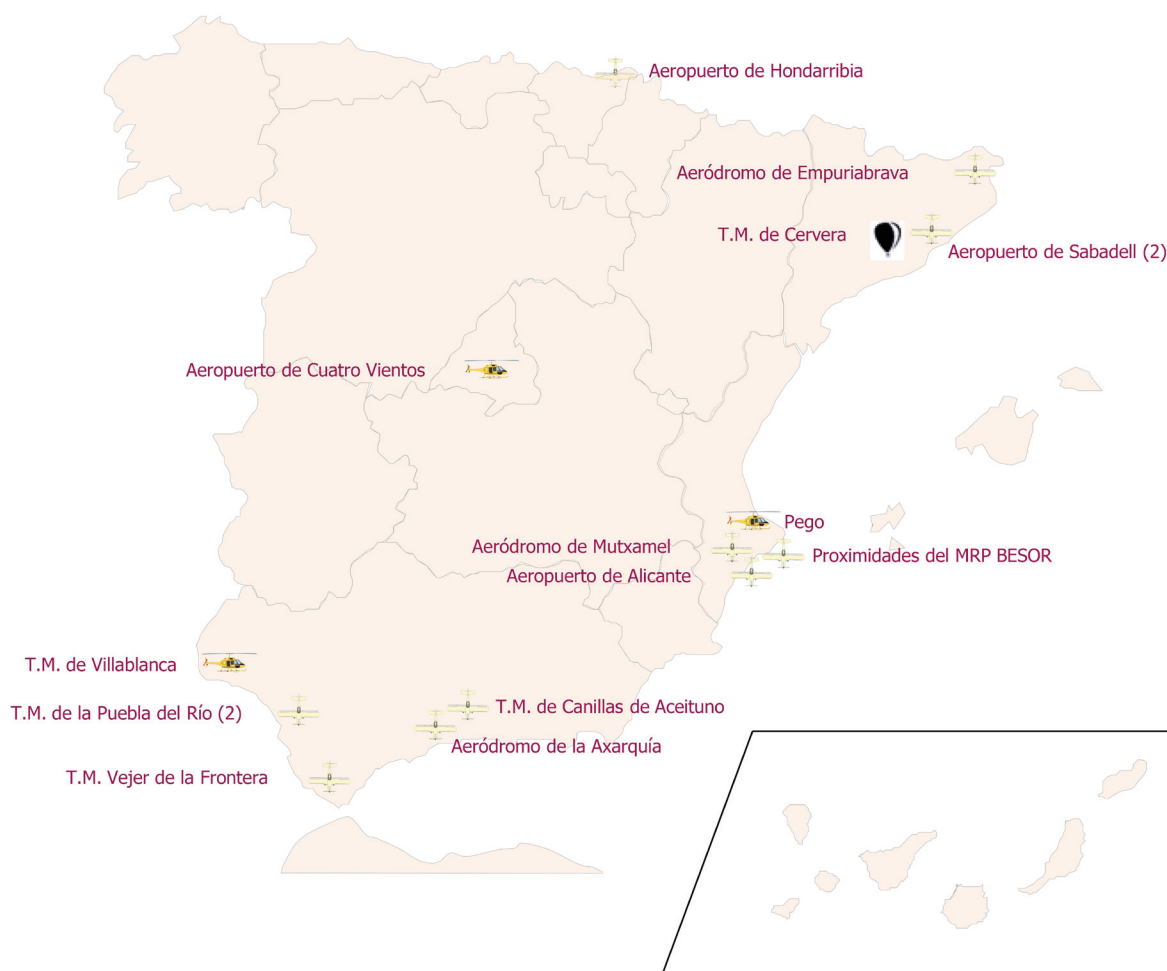 Aeropuerto de Hondarribia
Aeródromo de Empuriabrava
T.M. de Cervera
Aeropuerto de Sabadell (2)
Aeropuerto de Cuatro Vientos
Pego
Aeródromo de Mutxamel
Proximidades del MRP BESOR
Aeropuerto de Alicante
T.M. de Villablanca
T.M. de la Puebla del Río (2)
T.M. de Canillas de Aceituno
Aeródromo de la Axarquía
T.M. Vejer de la Frontera